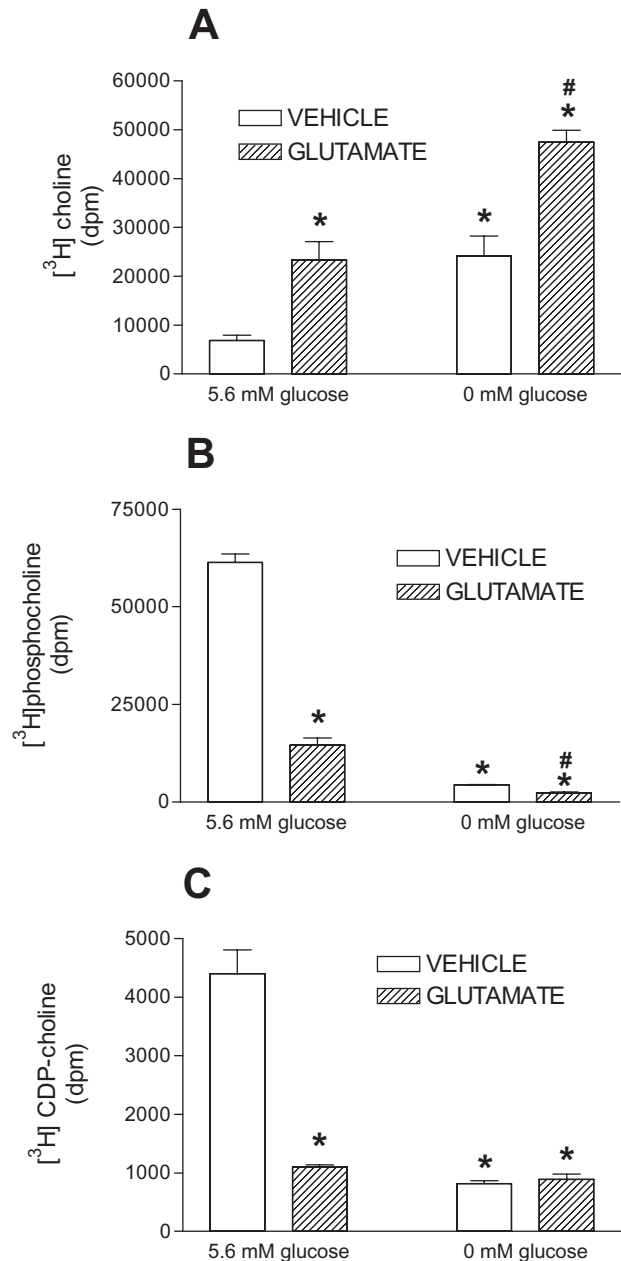 A
60000
50000
40000
30000
20000
10000
0
[³H] choline
(dpm)
VEHICLE
GLUTAMATE
*
*
#
*
5.6 mM glucose 0 mM glucose
B
75000
50000
25000
0
[³H]phosphocholine
(dpm)
VEHICLE
GLUTAMATE
*
*
#
*
5.6 mM glucose 0 mM glucose
C
5000
4000
3000
2000
1000
0
[³H] CDP-choline
(dpm)
VEHICLE
GLUTAMATE
*
*
*
5.6 mM glucose 0 mM glucose